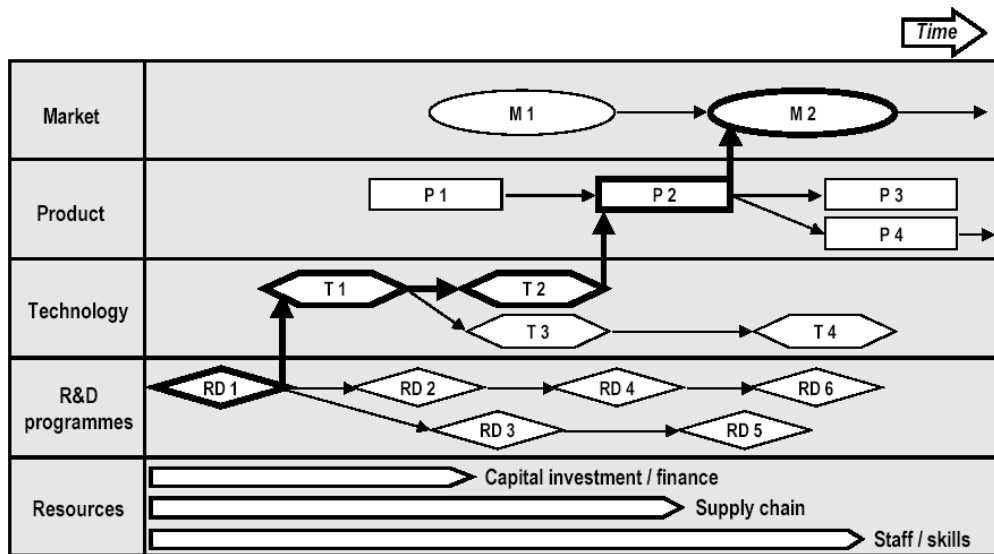 Time
Market
M 1
M 2
Product
P 1
P 2
P 3
P 4
Technology
T 1
T 2
T 3
T 4
R&D
programmes
RD 1
RD 2
RD 4
RD 6
RD 3
RD 5
Resources
Capital investment / finance
Supply chain
Staff / skills